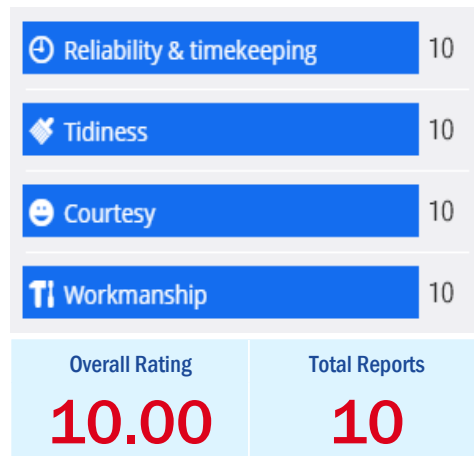 Reliability & timekeeping 10
Tidiness 10
Courtesy 10
Workmanship 10
Overall Rating Total Reports
10.00 10